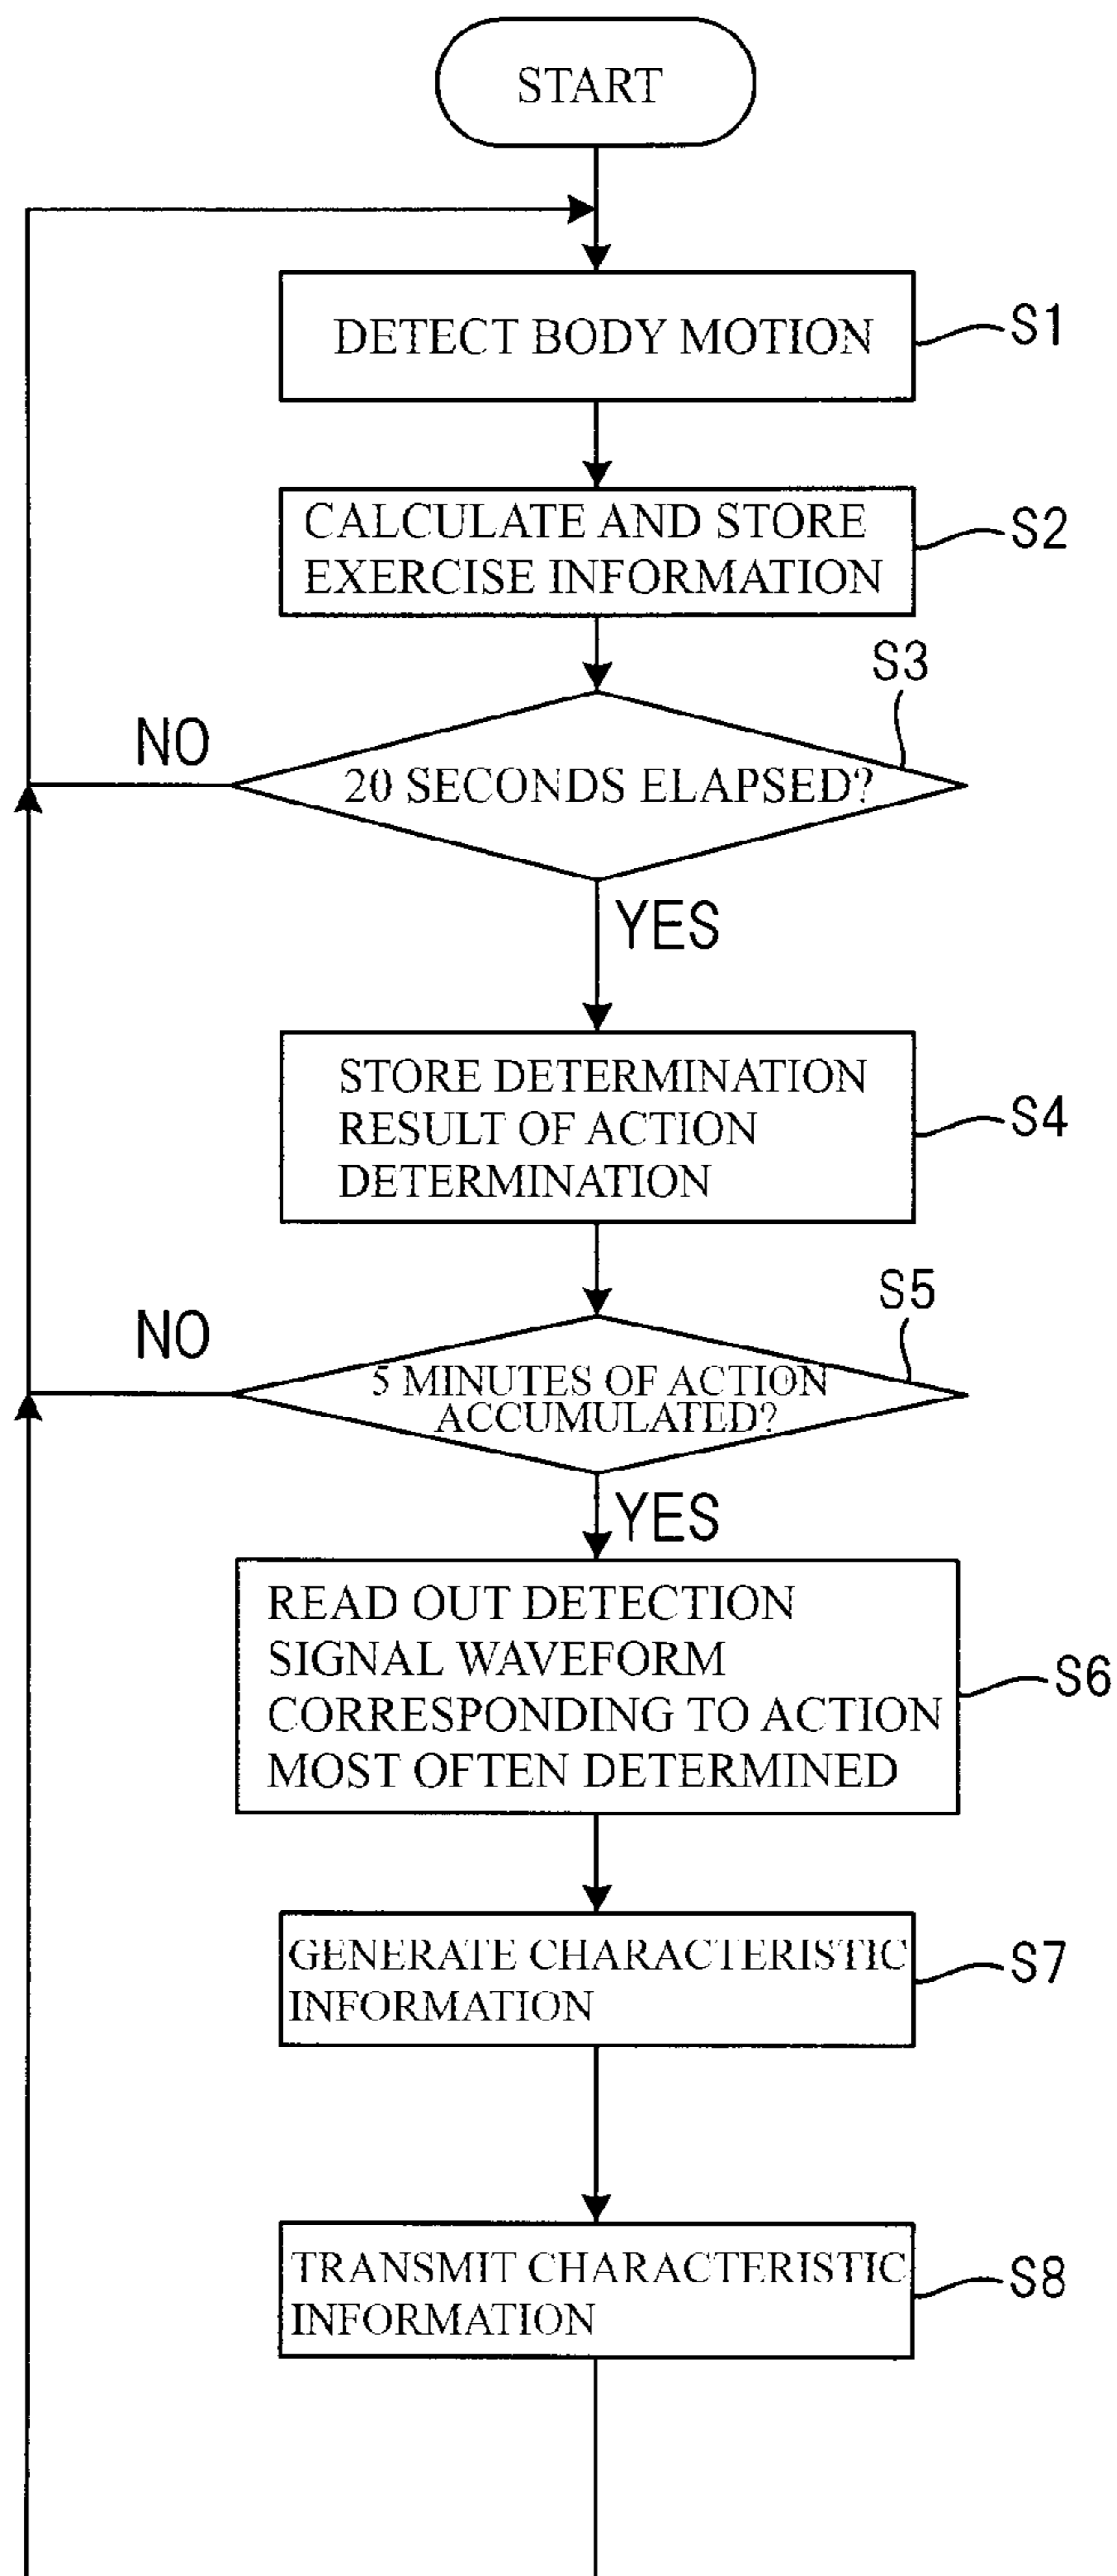 START
DETECT BODY MOTION
S1
CALCULATE AND STORE
EXERCISE INFORMATION
S2
S3
NO
20 SECONDS ELAPSED?
YES
STORE DETERMINATION
RESULT OF ACTION
DETERMINATION
S4
S5
NO
5 MINUTES OF ACTION
ACCUMULATED?
YES
READ OUT DETECTION
SIGNAL WAVEFORM
CORRESPONDING TO ACTION
MOST OFTEN DETERMINED
S6
GENERATE CHARACTERISTIC
INFORMATION
S7
TRANSMIT CHARACTERISTIC
INFORMATION
S8